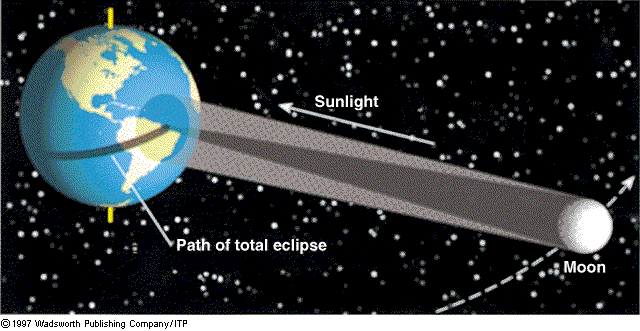 Sunlight
Path of total eclipse
Moon
© 1997 Wadsworth Publishing Company/ITP